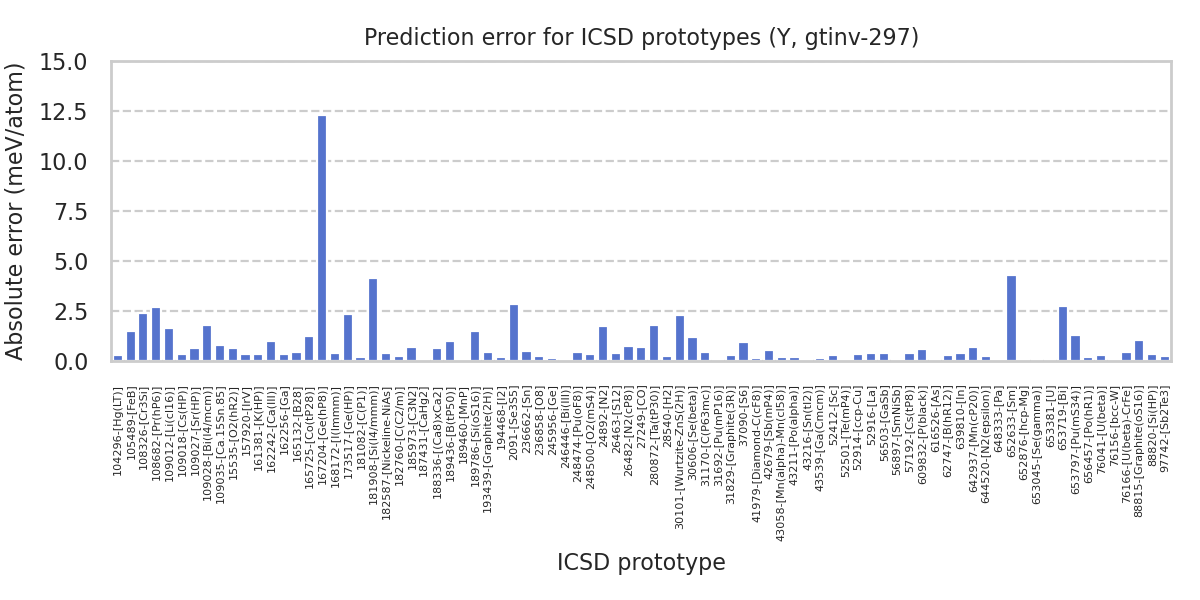 Prediction error for ICSD prototypes (Y, gtinv-297)
Absolute error (meV/atom)
15.0
12.5
10.0
7.5
5.0
2.5
0.0
104296-[Hg(LT)]
105489-[FeB]
108326-[Cr3Si]
108682-[Pr(hP6)]
109012-[Li(cI16)]
109018-[Cs(HP)]
109027-[Sr(HP)]
109028-[Bi(I4/mcm)]
109035-[Ca.15Sn.85]
15535-[O2(hR2)]
157920-[IrV]
161381-[K(HP)]
162242-[Ca(III)]
162256-[Ga]
165132-[B28]
165725-[Co(tP28)]
167204-[Ge(hP8)]
168172-[I(Immm)]
173517-[Ge(HP)]
181082-[C(P1)]
181908-[Si(I4/mmm)]
182587-[Nickeline-NiAs]
182760-[C(C2/m)]
185973-[C3N2]
187431-[CaHg2]
188336-[(Ca8)xCa2]
189436-[B(tP50)]
189460-[MnP]
189786-[Si(oS16)]
193439-[Graphite(2H)]
194468-[I2]
2091-[Se3S5]
236662-[Sn]
236858-[O8]
245956-[Ge]
246446-[Bi(III)]
248474-[Pu(oF8)]
248500-[O2(mS4)]
24892-[N2]
26463-[S12]
26482-[N2(cP8)]
27249-[CO]
280872-[Ta(tP30)]
28540-[H2]
30101-[Wurtzite-ZnS(2H)]
30606-[Se(beta)]
31170-[C(P63mc)]
31692-[Pu(mP16)]
31829-[Graphite(3R)]
37090-[S6]
41979-[Diamond-C(cF8)]
42679-[Sb(mP4)]
43058-[Mn(alpha)-Mn(cI58)]
43211-[Po(alpha)]
43216-[Sn(tI2)]
43539-[Ga(Cmcm)]
52412-[Sc]
52501-[Te(mP4)]
52914-[ccp-Cu]
52916-[La]
56503-[GaSb]
56897-[SmNiSb]
57192-[Cs(tP8)]
609832-[P(black)]
616526-[As]
62747-[B(hR12)]
639810-[In]
642937-[Mn(cP20)]
644520-[N2(epsilon)]
648333-[Pa]
652633-[Sm]
652876-[hcp-Mg]
653045-[Se(gamma)]
653381-[U]
653719-[Bi]
653797-[Pu(mS34)]
656457-[Po(hR1)]
76041-[U(beta)]
76156-[bcc-W]
76166-[U(beta)-CrFe]
88815-[Graphite(oS16)]
88820-[Si(HP)]
97742-[Sb2Te3]
ICSD prototype